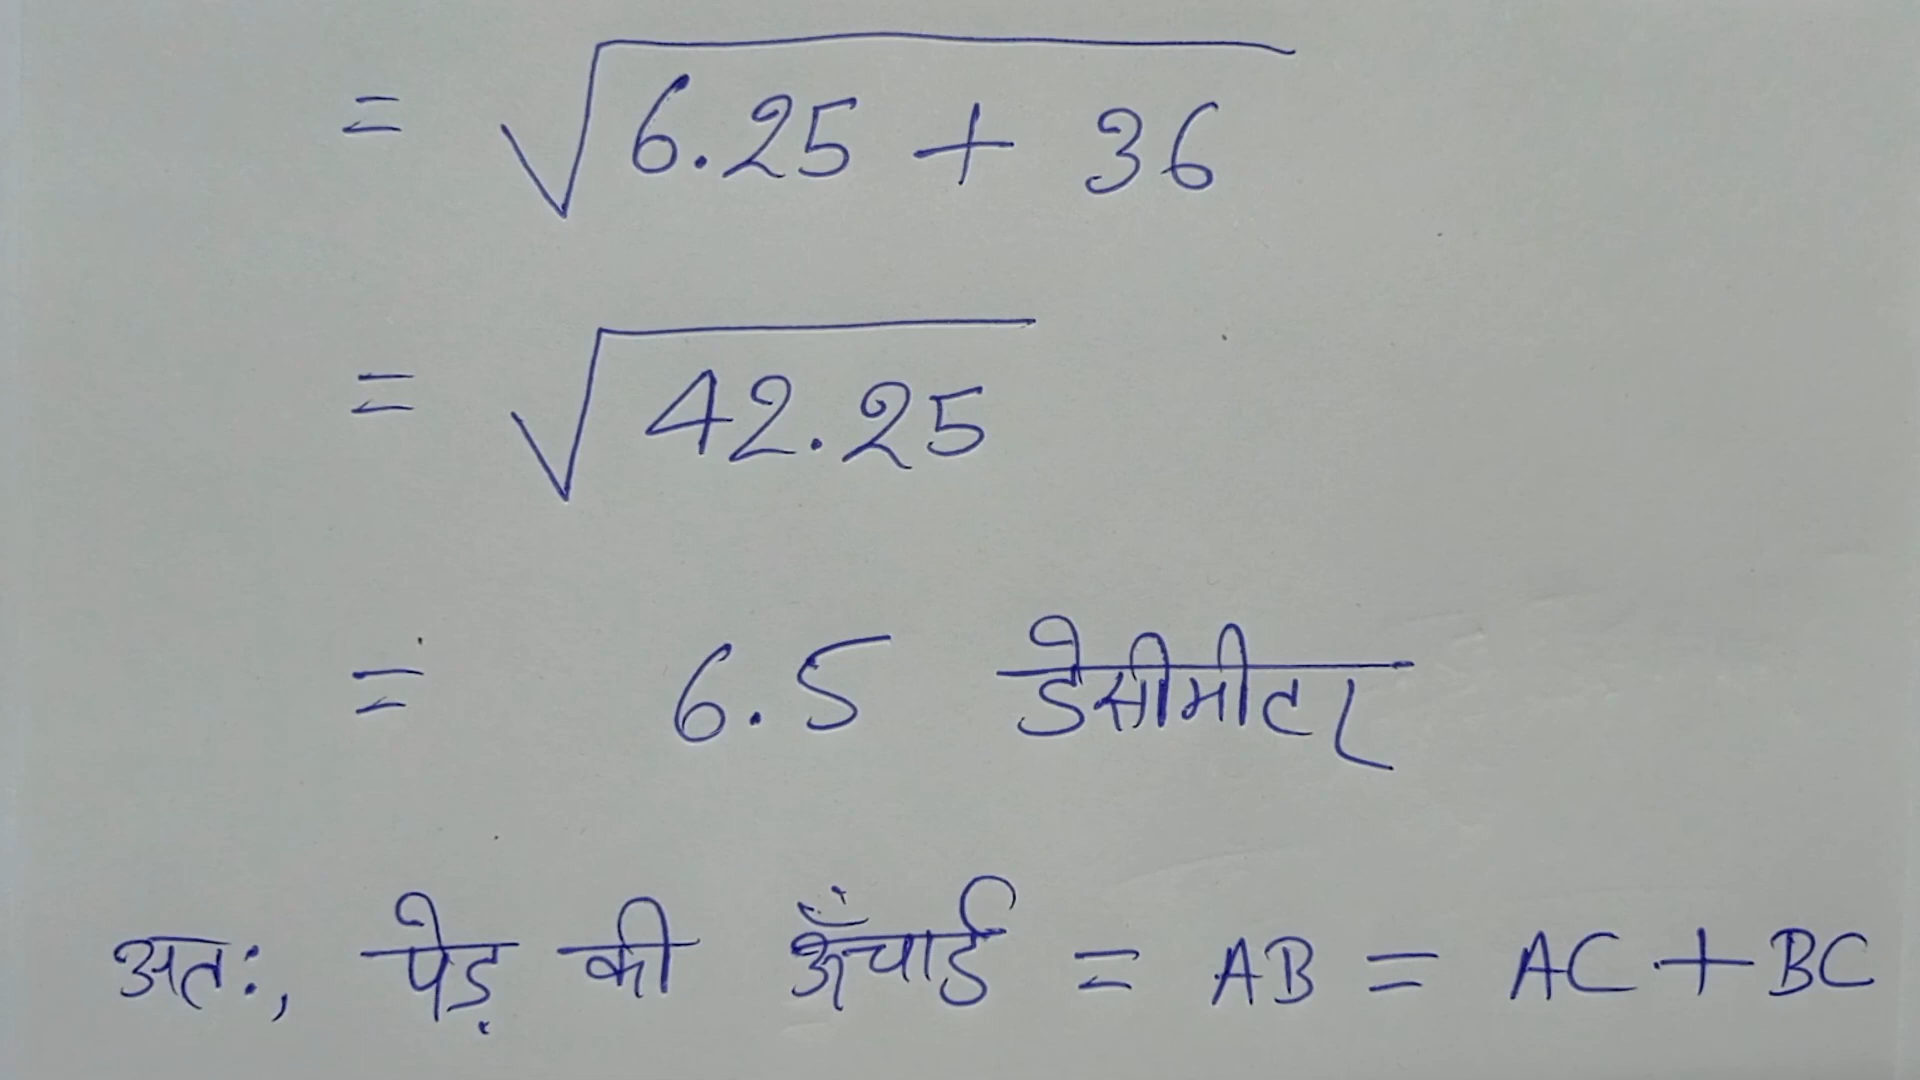 = √6.25 + 36
= √42.25
= 6.5 डेसीमीटर
अतः, पेड़ की ऊँचाई = AB = AC + BC